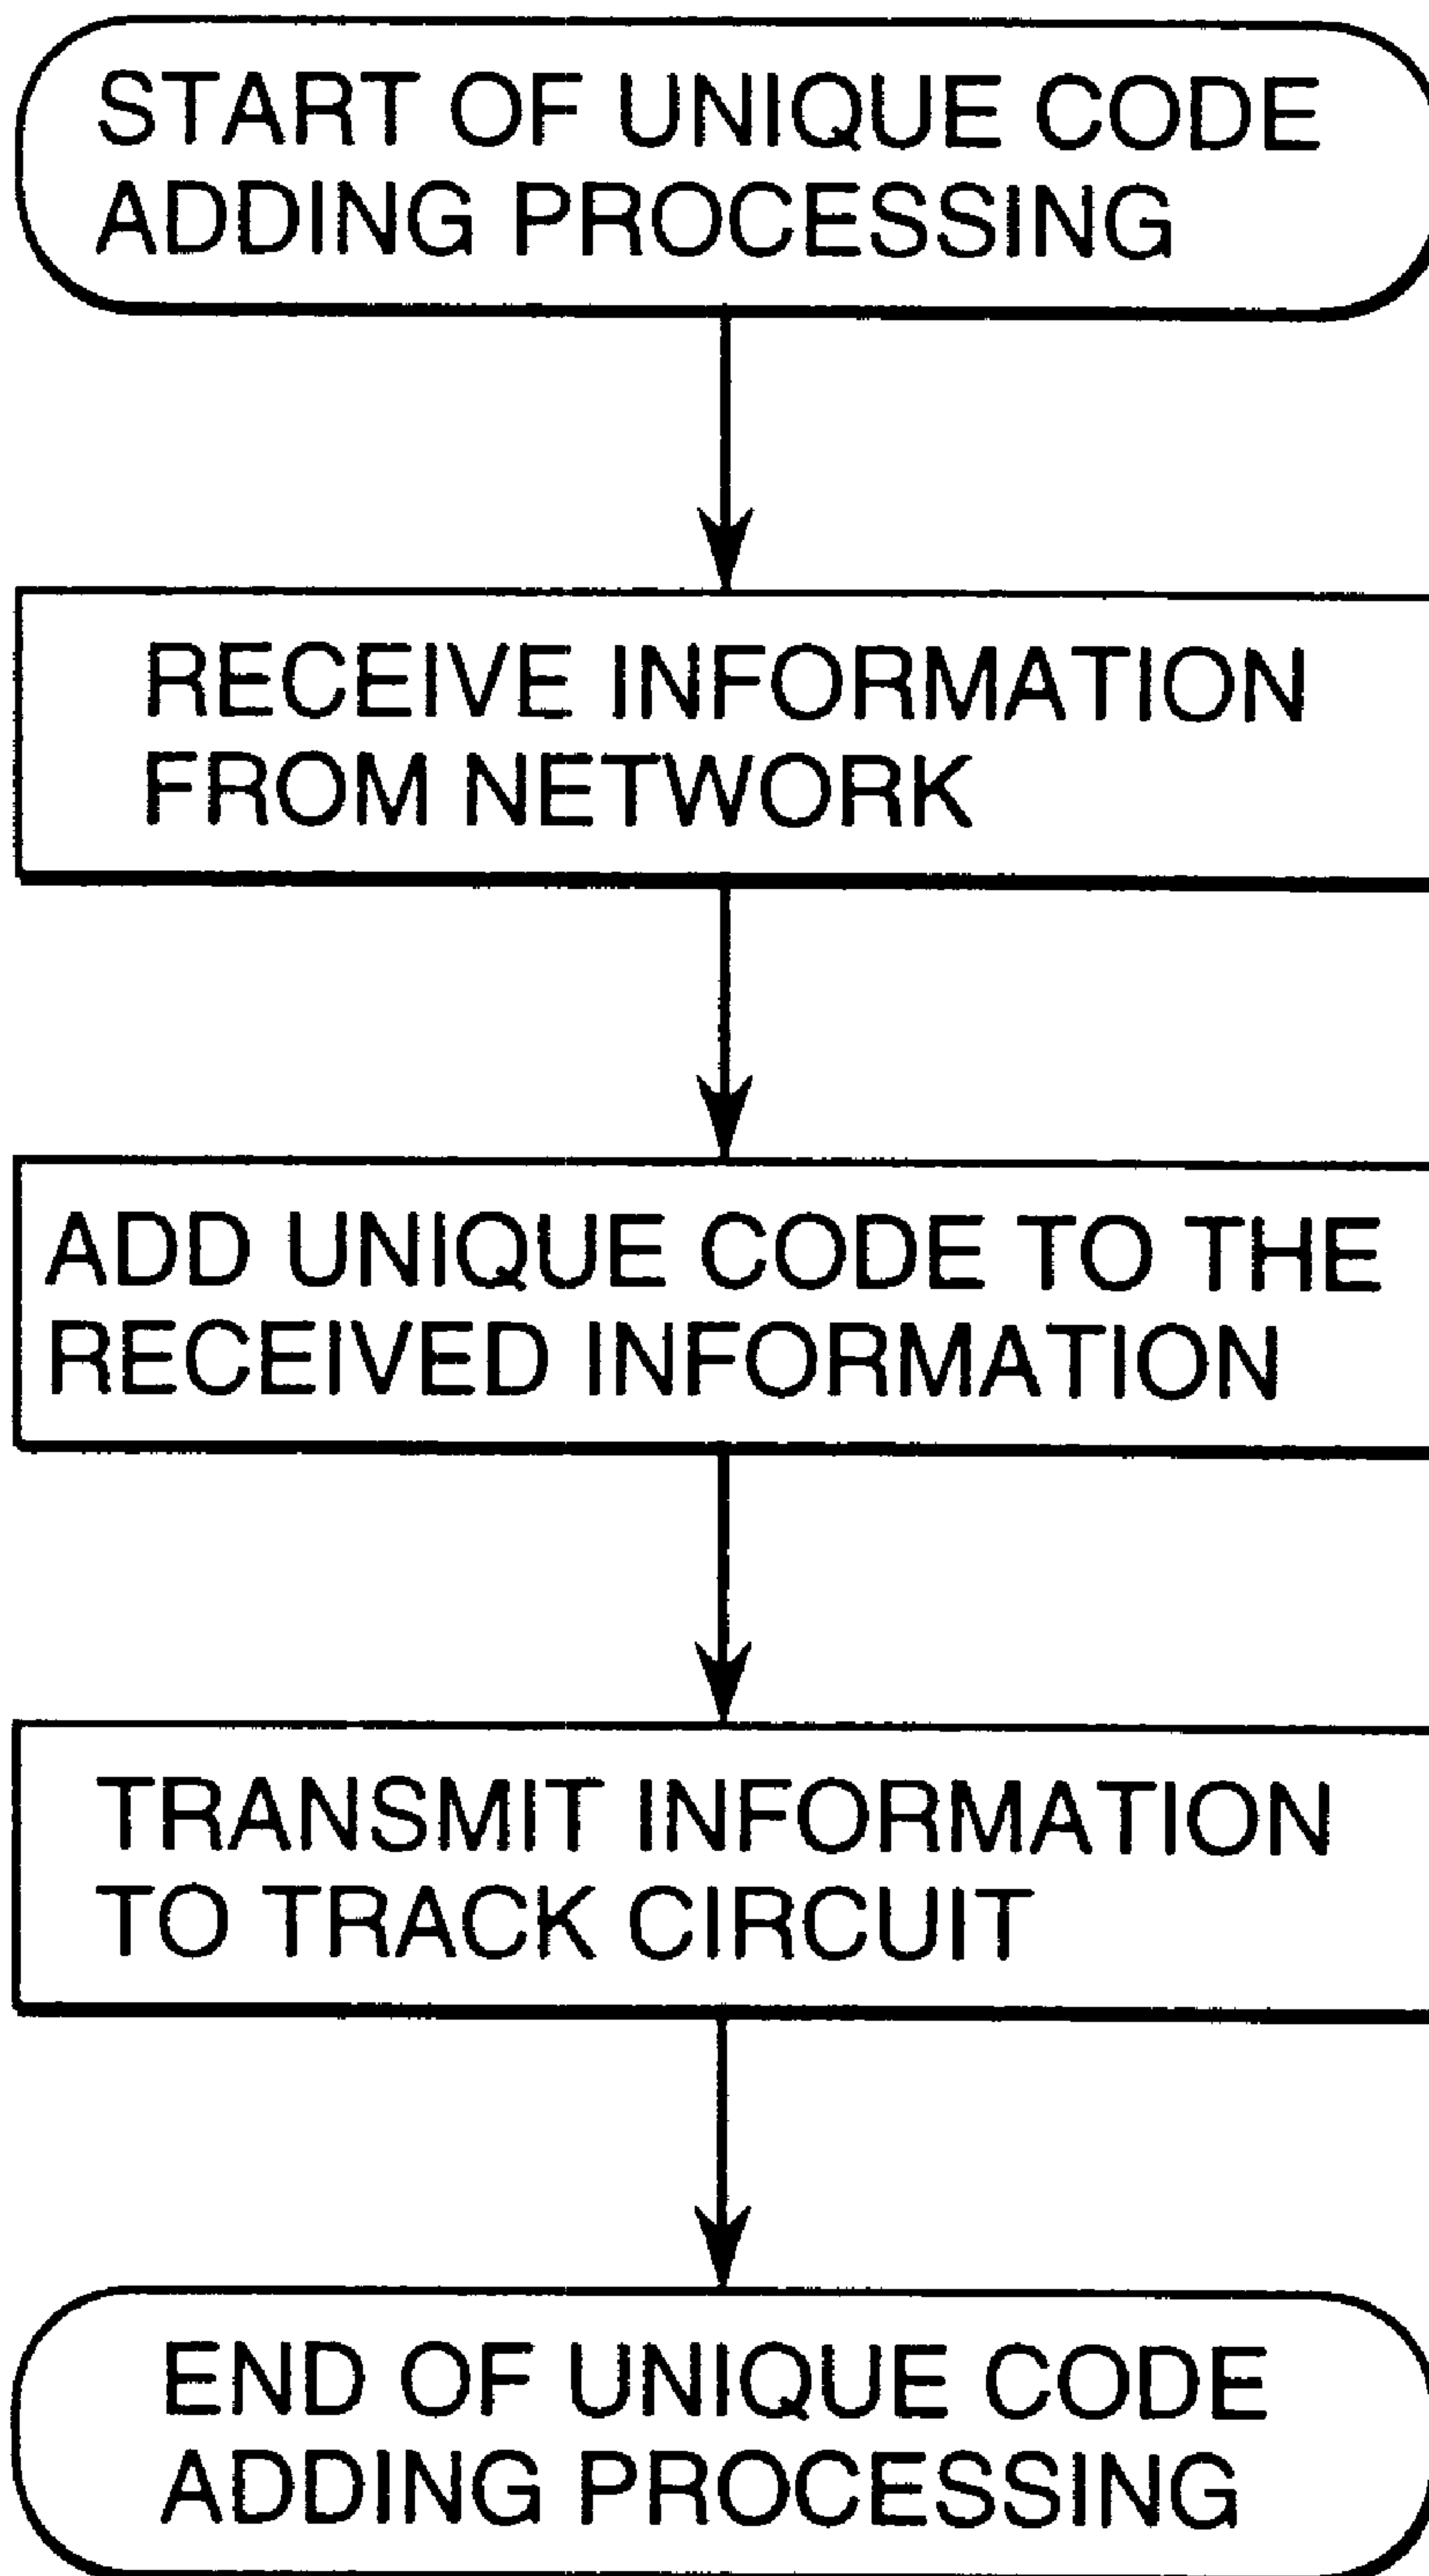 START OF UNIQUE CODE
ADDING PROCESSING
RECEIVE INFORMATION
FROM NETWORK
ADD UNIQUE CODE TO THE
RECEIVED INFORMATION
TRANSMIT INFORMATION
TO TRACK CIRCUIT
END OF UNIQUE CODE
ADDING PROCESSING